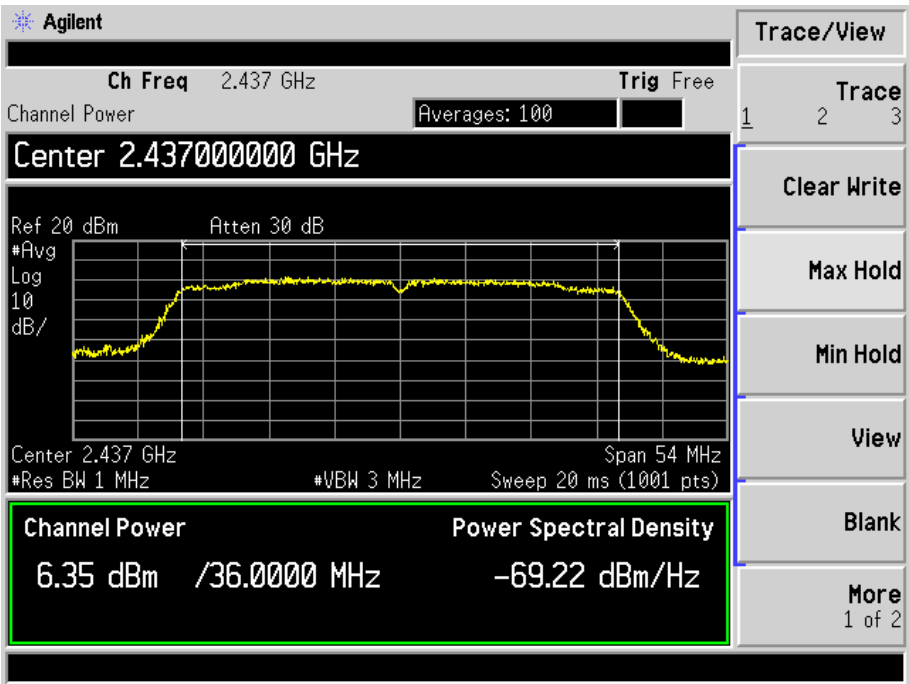 Agilent
Trace/View
Ch Freq 2.437 GHz Trig Free
Channel Power Averages: 100
Center 2.437000000 GHz
Ref 20 dBm Atten 30 dB
#Avg
Log
10
dB/
Center 2.437 GHz Span 54 MHz
#Res BW 1 MHz #VBW 3 MHz Sweep 20 ms (1001 pts)
Channel Power Power Spectral Density
6.35 dBm /36.0000 MHz -69.22 dBm/Hz
Trace
1 2 3
Clear Write
Max Hold
Min Hold
View
Blank
More
1 of 2